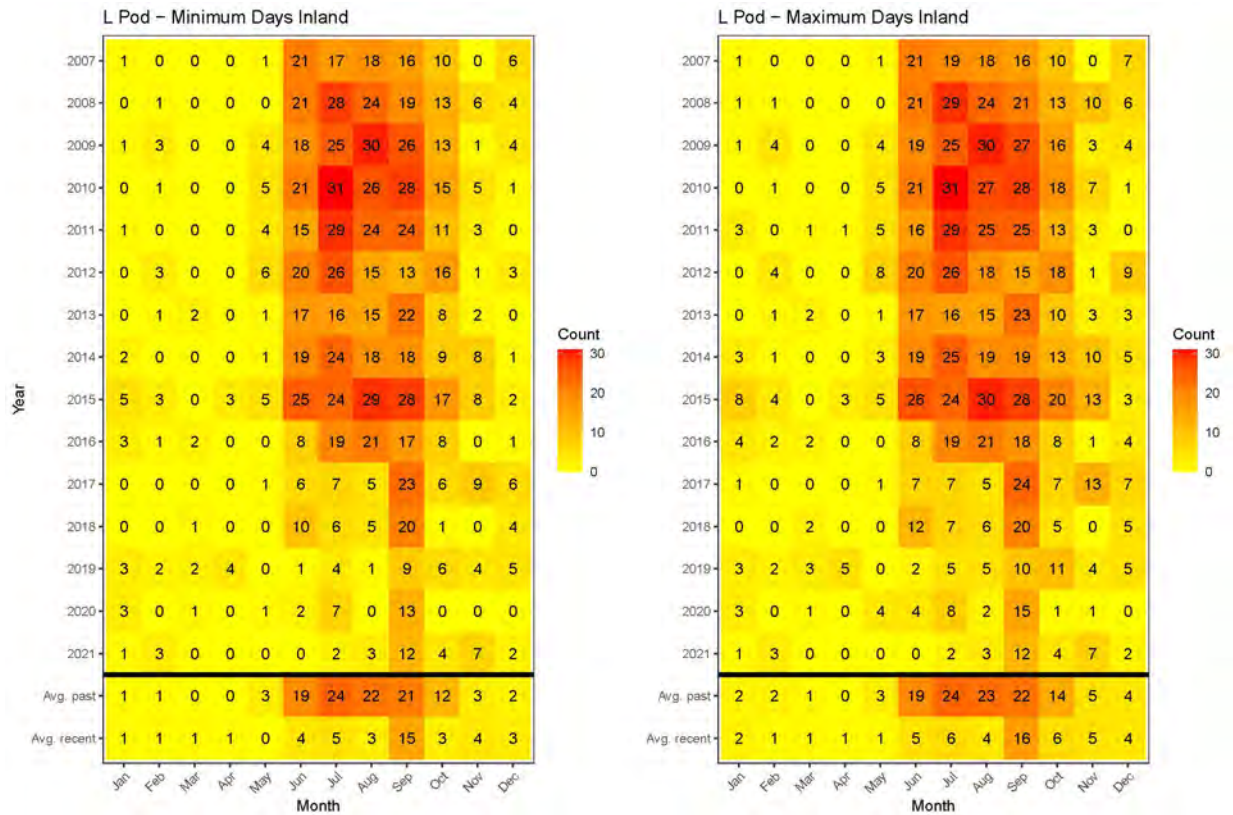 L Pod – Minimum Days Inland
2007 1 0 0 0 1 21 17 18 16 10 0 6
2008 0 1 0 0 0 21 28 24 19 13 6 4
2009 1 3 0 0 4 18 25 30 26 13 1 4
2010 0 1 0 0 5 21 31 26 28 15 5 1
2011 1 0 0 0 4 15 29 24 24 11 3 0
2012 0 3 0 0 6 20 26 15 13 16 1 3
2013 0 1 2 0 1 17 16 15 22 8 2 0
2014 2 0 0 0 1 19 24 18 18 9 8 1
2015 5 3 0 3 5 25 24 29 28 17 8 2
2016 3 1 2 0 0 8 19 21 17 8 0 1
2017 0 0 0 0 1 6 7 5 23 6 9 6
2018 0 0 1 0 0 10 6 5 20 1 0 4
2019 3 2 2 4 0 1 4 1 9 6 4 5
2020 3 0 1 0 1 2 7 0 13 0 0 0
2021 1 3 0 0 0 0 2 3 12 4 7 2
Avg. past 1 1 0 0 3 19 24 22 21 12 3 2
Avg. recent 1 1 1 1 0 4 5 3 15 3 4 3
Jan Feb Mar Apr May Jun Jul Aug Sep Oct Nov Dec
Month
Year
Count
30
20
10
0
L Pod – Maximum Days Inland
1 0 0 0 1 21 19 18 16 10 0 7
1 1 0 0 0 21 29 24 21 13 10 6
1 4 0 0 4 19 25 30 27 16 3 4
0 1 0 0 5 21 31 27 28 18 7 1
3 0 1 1 5 16 29 25 25 13 3 0
0 4 0 0 8 20 26 18 15 18 1 9
0 1 2 0 1 17 16 15 23 10 3 3
3 1 0 0 3 19 25 19 19 13 10 5
8 4 0 3 5 26 24 30 28 20 13 3
4 2 2 0 0 8 19 21 18 8 1 4
1 0 0 0 1 7 7 5 24 7 13 7
0 0 2 0 0 12 7 6 20 5 0 5
3 2 3 5 0 2 5 5 10 11 4 5
3 0 1 0 4 4 8 2 15 1 1 0
1 3 0 0 0 0 2 3 12 4 7 2
2 2 1 0 3 19 24 23 22 14 5 4
2 1 1 1 1 5 6 4 16 6 5 4
Jan Feb Mar Apr May Jun Jul Aug Sep Oct Nov Dec
Month
Count
30
20
10
0